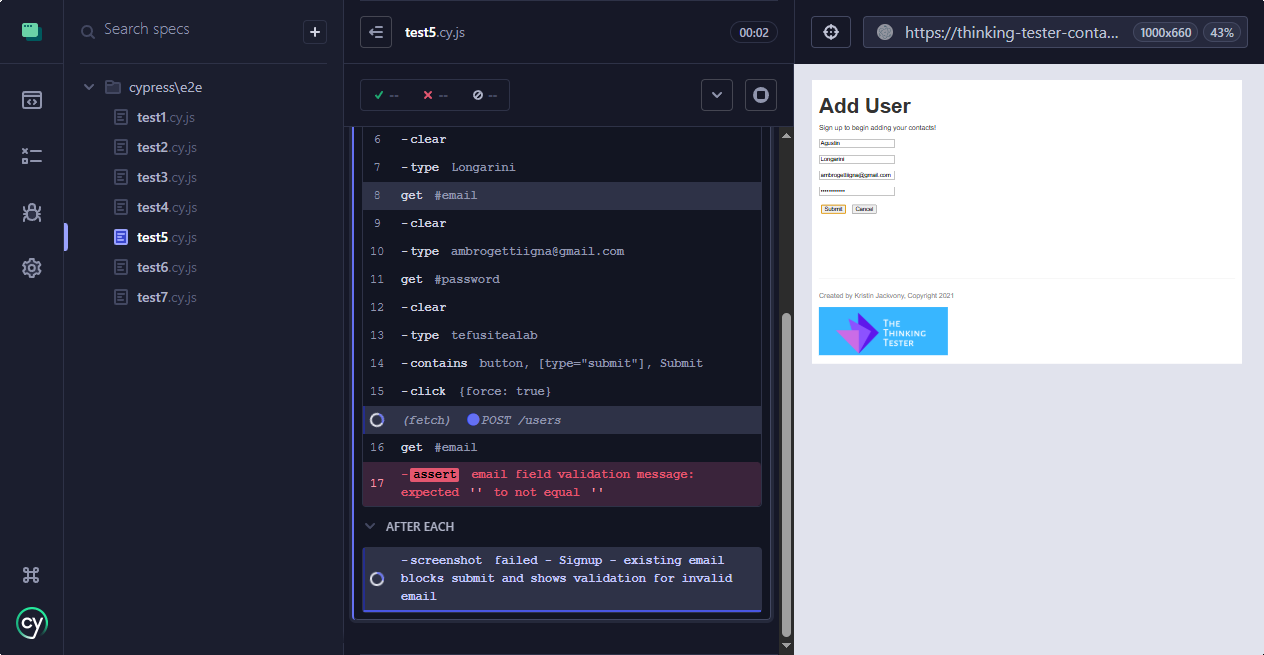 Search specs
+
cypress\e2e
test1.cy.js
test2.cy.js
test3.cy.js
test4.cy.js
test5.cy.js
test6.cy.js
test7.cy.js
cy
test5.cy.js
00:02
-- -- --
6 -clear
7 -type Longarini
8 get #email
9 -clear
10 -type ambrogettiigna@gmail.com
11 get #password
12 -clear
13 -type tefusitealab
14 -contains button, [type="submit"], Submit
15 -click {force: true}
(fetch) POST /users
16 get #email
17 -assert email field validation message:
expected '' to not equal ''
AFTER EACH
-screenshot failed - Signup - existing email
blocks submit and shows validation for invalid
email
https://thinking-tester-conta... 1000x660 43%
Add User
Sign up to begin adding your contacts!
Agustin
Longarini
ambrogettiigna@gmail.com
Submit Cancel
Created by Kristin Jackvony, Copyright 2021
THE
THINKING
TESTER